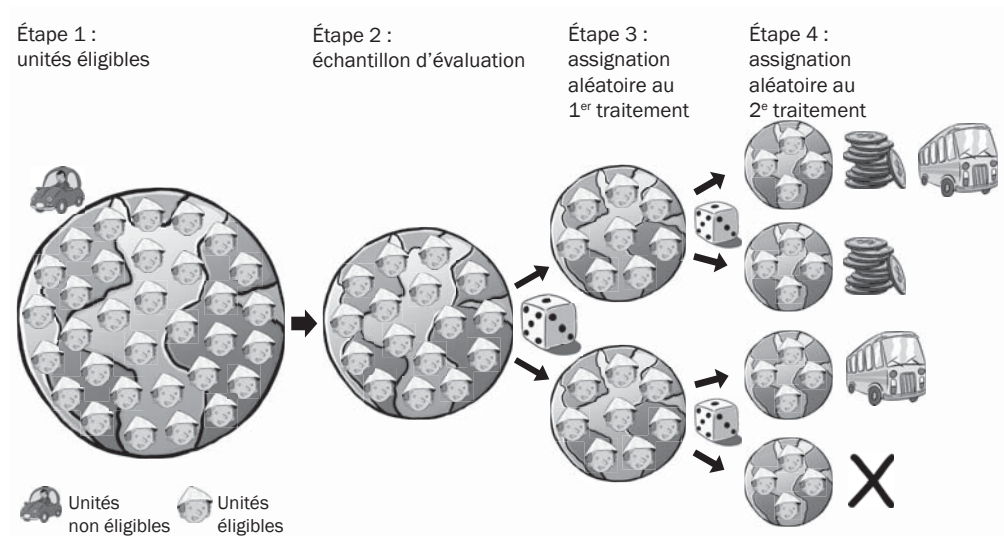 Étape 1 :
unités éligibles
Étape 2 :
échantillon d’évaluation
Étape 3 :
assignation
aléatoire au
1er traitement
Étape 4 :
assignation
aléatoire au
2e traitement
Unités
non éligibles
Unités
éligibles